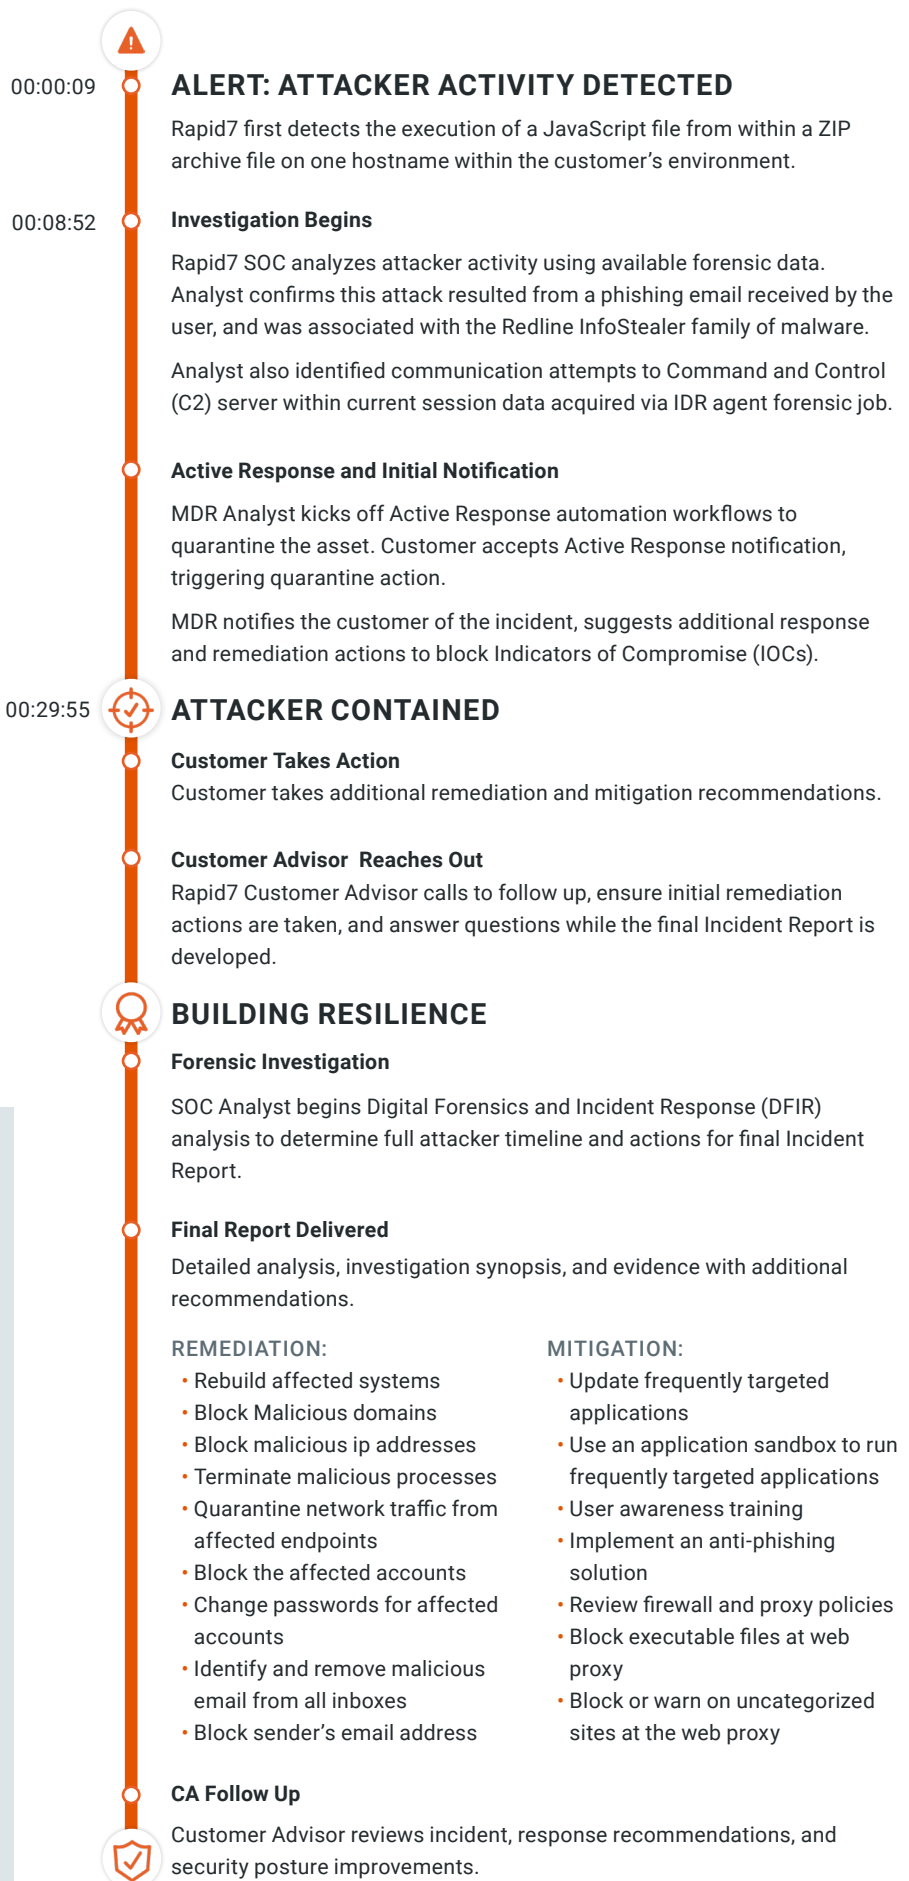 00:00:09
ALERT: ATTACKER ACTIVITY DETECTED
Rapid7 first detects the execution of a JavaScript file from within a ZIP
archive file on one hostname within the customer’s environment.
00:08:52
Investigation Begins
Rapid7 SOC analyzes attacker activity using available forensic data.
Analyst confirms this attack resulted from a phishing email received by the
user, and was associated with the Redline InfoStealer family of malware.
Analyst also identified communication attempts to Command and Control
(C2) server within current session data acquired via IDR agent forensic job.
Active Response and Initial Notification
MDR Analyst kicks off Active Response automation workflows to
quarantine the asset. Customer accepts Active Response notification,
triggering quarantine action.
MDR notifies the customer of the incident, suggests additional response
and remediation actions to block Indicators of Compromise (IOCs).
00:29:55
ATTACKER CONTAINED
Customer Takes Action
Customer takes additional remediation and mitigation recommendations.
Customer Advisor  Reaches Out
Rapid7 Customer Advisor calls to follow up, ensure initial remediation
actions are taken, and answer questions while the final Incident Report is
developed.
BUILDING RESILIENCE
Forensic Investigation
SOC Analyst begins Digital Forensics and Incident Response (DFIR)
analysis to determine full attacker timeline and actions for final Incident
Report.
Final Report Delivered
Detailed analysis, investigation synopsis, and evidence with additional
recommendations.
REMEDIATION:
• Rebuild affected systems
• Block Malicious domains
• Block malicious ip addresses
• Terminate malicious processes
• Quarantine network traffic from
affected endpoints
• Block the affected accounts
• Change passwords for affected
accounts
• Identify and remove malicious
email from all inboxes
• Block sender’s email address
MITIGATION:
• Update frequently targeted
applications
• Use an application sandbox to run
frequently targeted applications
• User awareness training
• Implement an anti-phishing
solution
• Review firewall and proxy policies
• Block executable files at web
proxy
• Block or warn on uncategorized
sites at the web proxy
CA Follow Up
Customer Advisor reviews incident, response recommendations, and
security posture improvements.